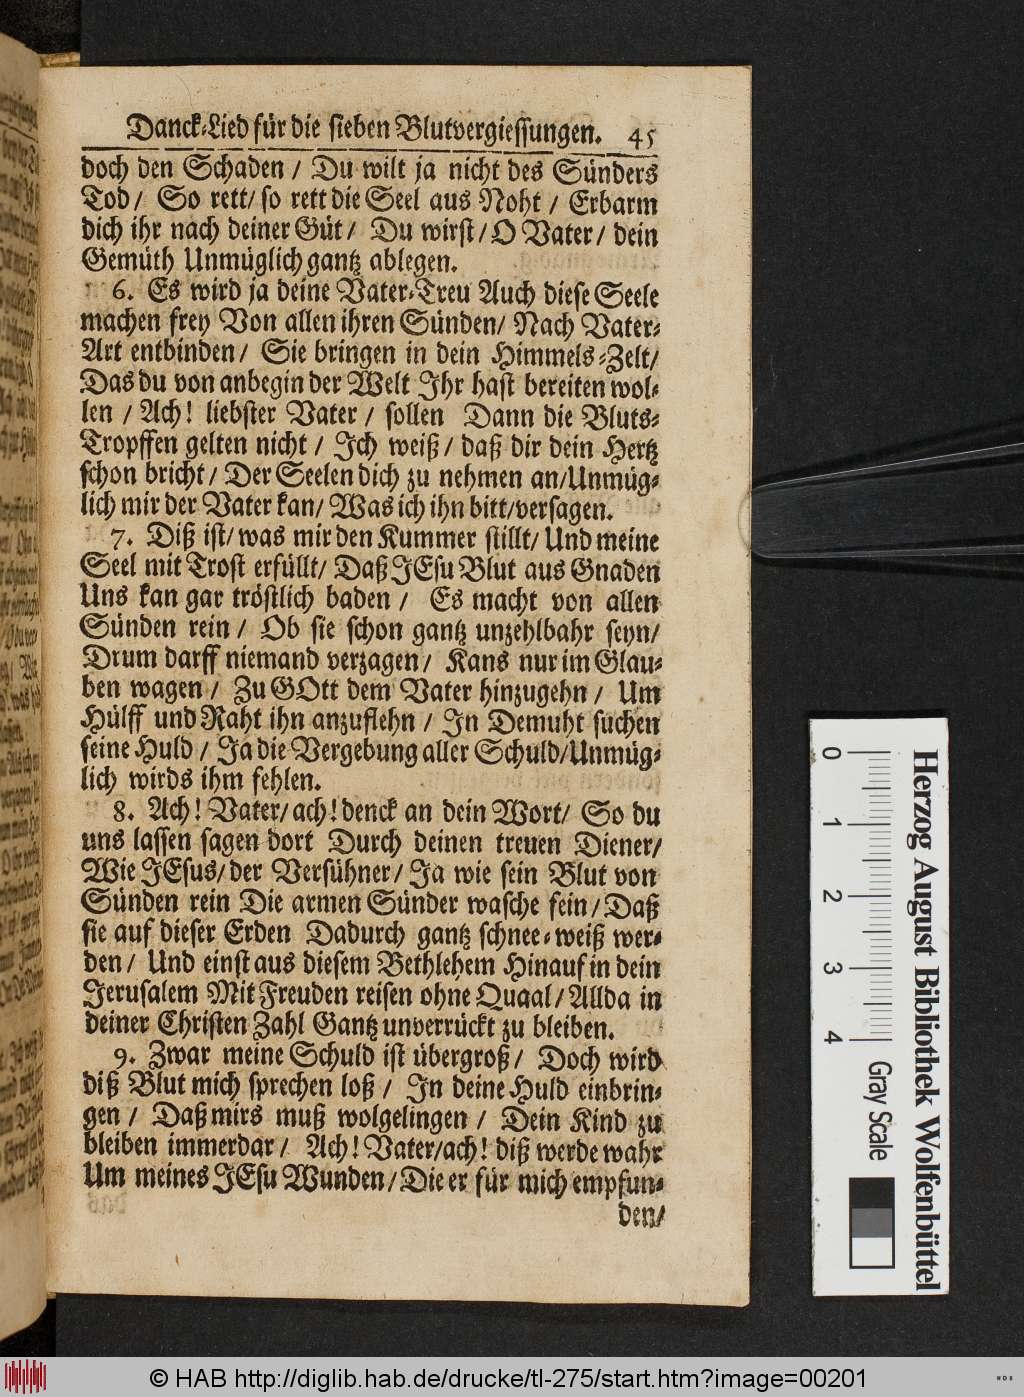 Danck-Lied für die sieben Blutvergiessungen. 45
doch den Schaden / Du wilt ja nicht des Sünders
Tod / So rett / so rett die Seel aus Noht / Erbarm
dich ihr nach deiner Güt / Du wirst / O Vater / dein
Gemüth Unmüglich gantz ablegen.
6. Es wird ja deine Vater-Treu Auch diese Seele
machen frey Von allen ihren Sünden / Nach Vater-
Art entbinden / Sie bringen in dein Himmels-Zelt /
Das du von anbegin der Welt Ihr hast bereiten wol-
len / Ach! liebster Vater / sollen Dann die Bluts-
Tropffen gelten nicht / Ich weiß / daß dir dein Hertz
schon bricht / Der Seelen dich zu nehmen an / Unmüg-
lich mir der Vater kan / Was ich ihn bitt / versagen.
7. Diß ist / was mir den Kummer stillt / Und meine
Seel mit Trost erfüllt / Daß JEsu Blut aus Gnaden
Uns kan gar tröstlich baden / Es macht von allen
Sünden rein / Ob sie schon gantz unzehlbahr seyn /
Drum darff niemand verzagen / Kans nur im Glau-
ben wagen / Zu GOtt dem Vater hinzugehn / Um
Hülff und Raht ihn anzuflehn / In Demuht suchen
seine Huld / Ja die Vergebung aller Schuld / Unmüg-
lich wirds ihm fehlen.
8. Ach! Vater / ach! denck an dein Wort / So du
uns lassen sagen dort Durch deinen treuen Diener /
Wie JEsus / der Versühner / Ja wie sein Blut von
Sünden rein Die armen Sünder wasche fein / Daß
sie auf dieser Erden Dadurch gantz schnee-weiß wer-
den / Und einst aus diesem Bethlehem Hinauf in dein
Jerusalem Mit Freuden reisen ohne Quaal / Allda in
deiner Christen Zahl Gantz unverrückt zu bleiben.
9. Zwar meine Schuld ist übergroß / Doch wird
diß Blut mich sprechen loß / In deine Huld einbrin-
gen / Daß mirs muß wolgelingen / Dein Kind zu
bleiben immerdar / Ach! Vater / ach! diß werde wahr
Um meines JEsu Wunden / Die er für mich empfun-
den /
Herzog August Bibliothek Wolfenbüttel
0 1 2 3 4
Gray Scale
© HAB http://diglib.hab.de/drucke/tl-275/start.htm?image=00201